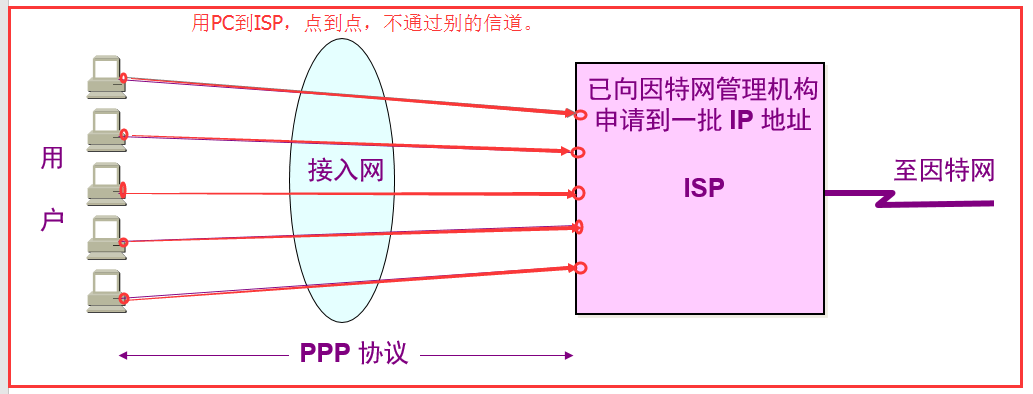 用PC到ISP，点到点，不通过别的信道。
已向因特网管理机构
申请到一批 IP 地址
用
户
接入网
ISP
至因特网
PPP 协议